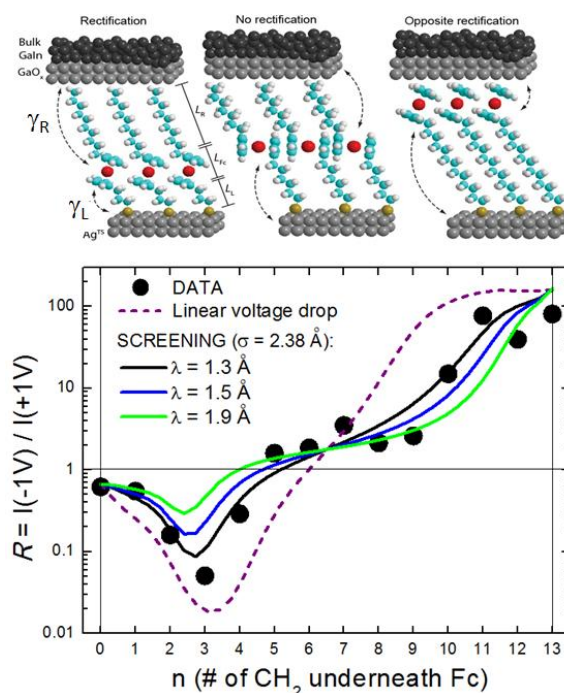 Rectification
No rectification
Opposite rectification
Bulk
GaIn
GaOₓ
γR
γL
LR
LFc
LL
AgTS
DATA
Linear voltage drop
SCREENING (σ = 2.38 Å):
λ = 1.3 Å
λ = 1.5 Å
λ = 1.9 Å
R = I(-1V) / I(+1V)
100
10
1
0.1
0.01
0 1 2 3 4 5 6 7 8 9 10 11 12 13
n (# of CH₂ underneath Fc)